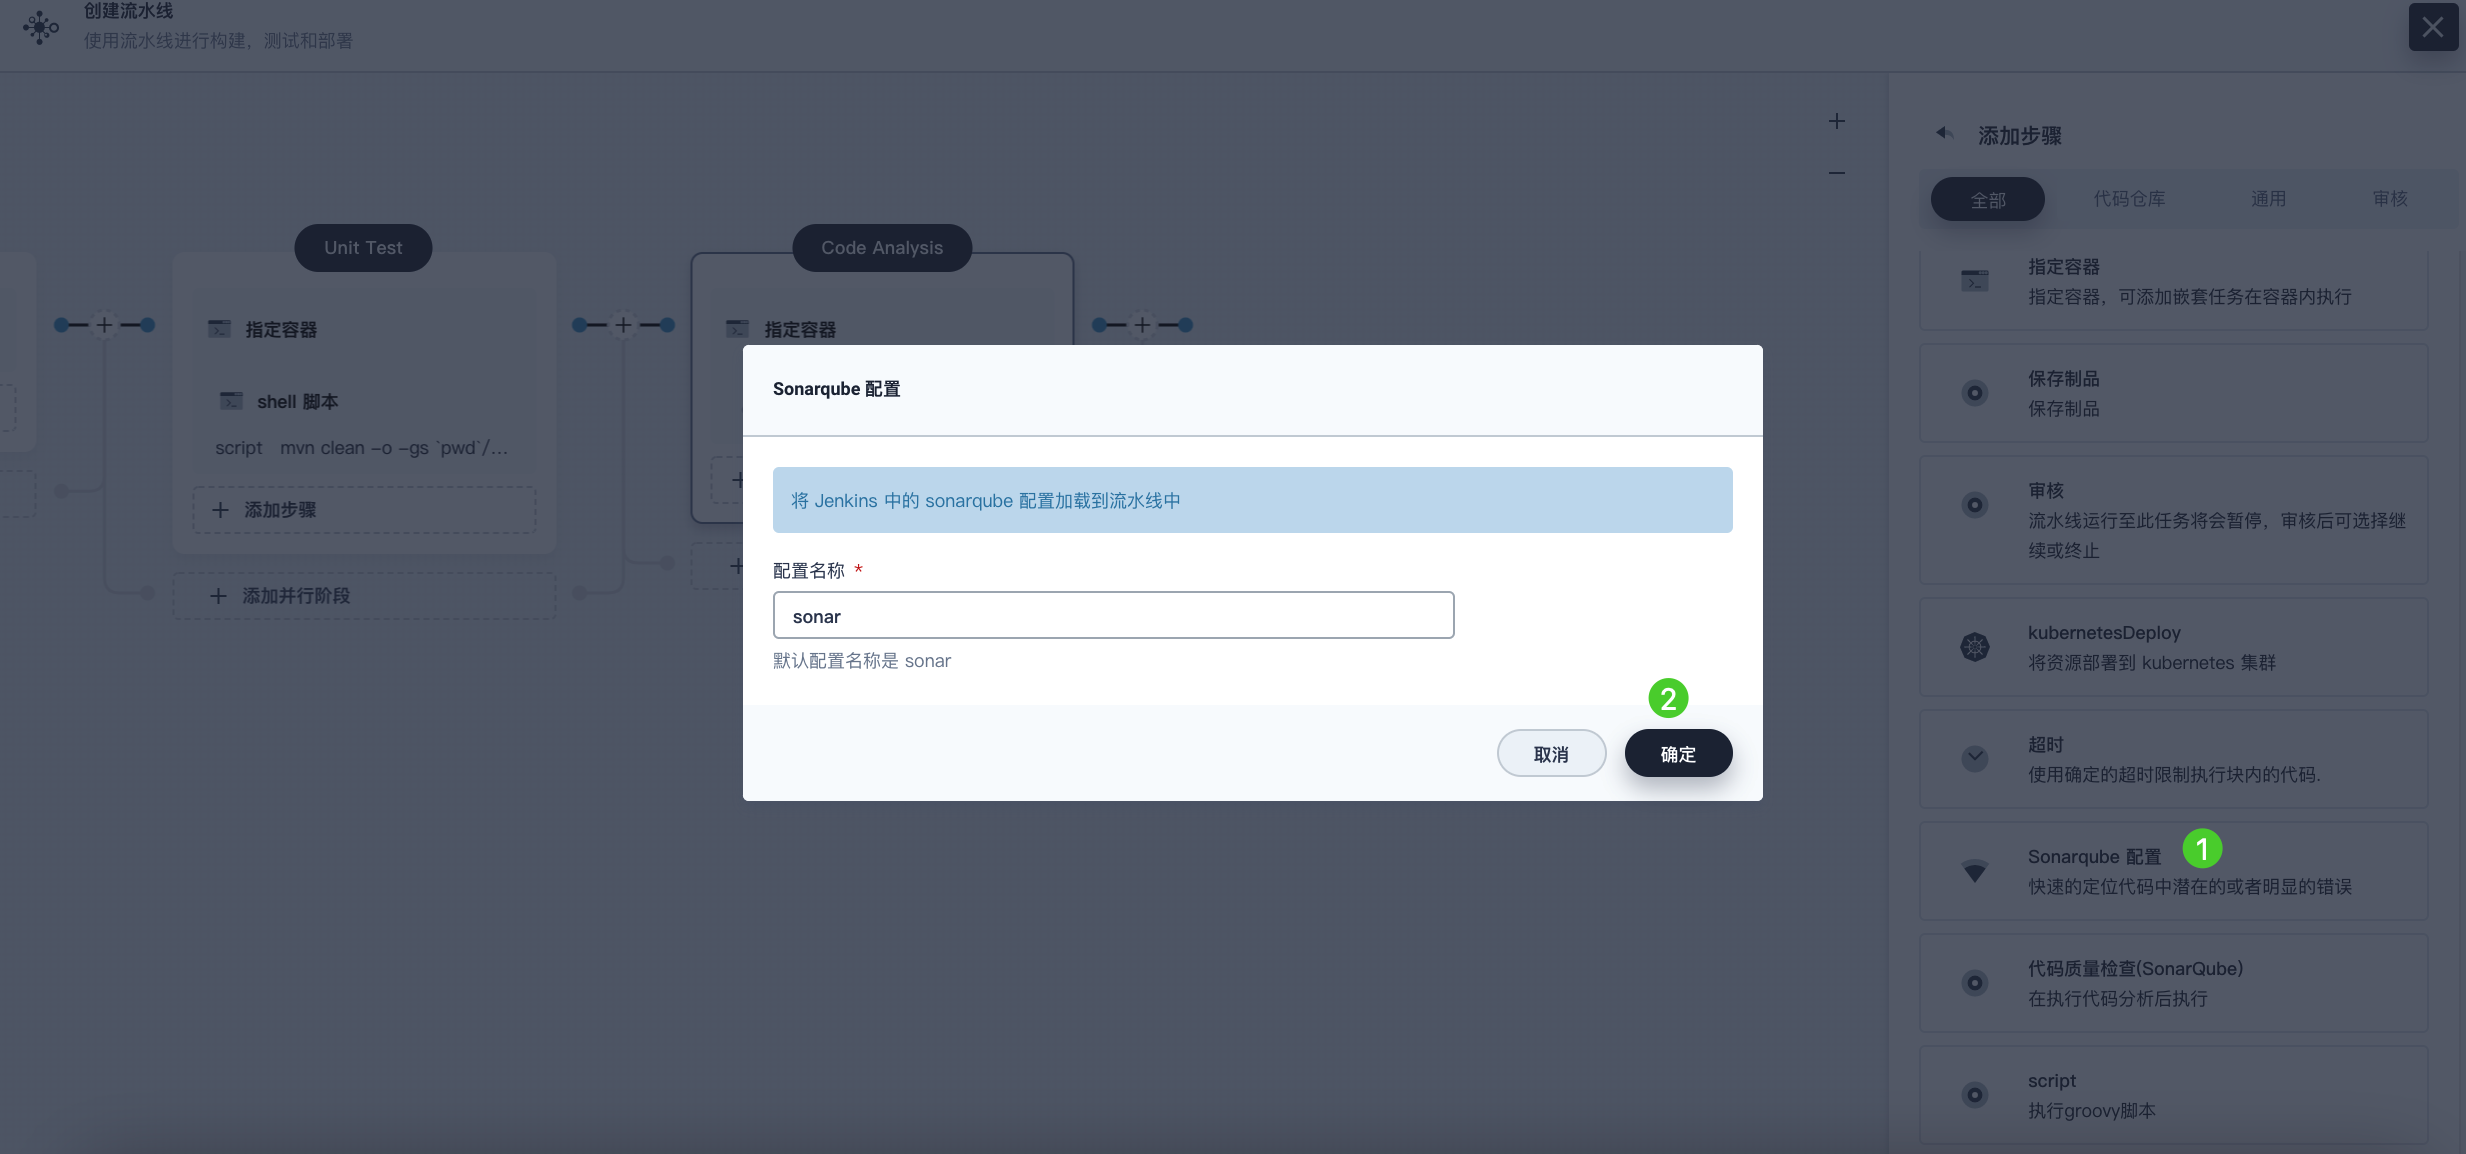 创建流水线
使用流水线进行构建，测试和部署
Unit Test
指定容器
shell 脚本
script mvn clean -o -gs `pwd`/...
添加步骤
添加并行阶段
Code Analysis
指定容器
Sonarqube 配置
将 Jenkins 中的 sonarqube 配置加载到流水线中
配置名称 *
sonar
默认配置名称是 sonar
2
取消
确定
添加步骤
全部
代码仓库
通用
审核
指定容器
指定容器，可添加嵌套任务在容器内执行
保存制品
保存制品
审核
流水线运行至此任务将会暂停，审核后可选择继
续或终止
kubernetesDeploy
将资源部署到 kubernetes 集群
超时
使用确定的超时限制执行块内的代码.
Sonarqube 配置
1
快速的定位代码中潜在的或者明显的错误
代码质量检查(SonarQube)
在执行代码分析后执行
script
执行groovy脚本